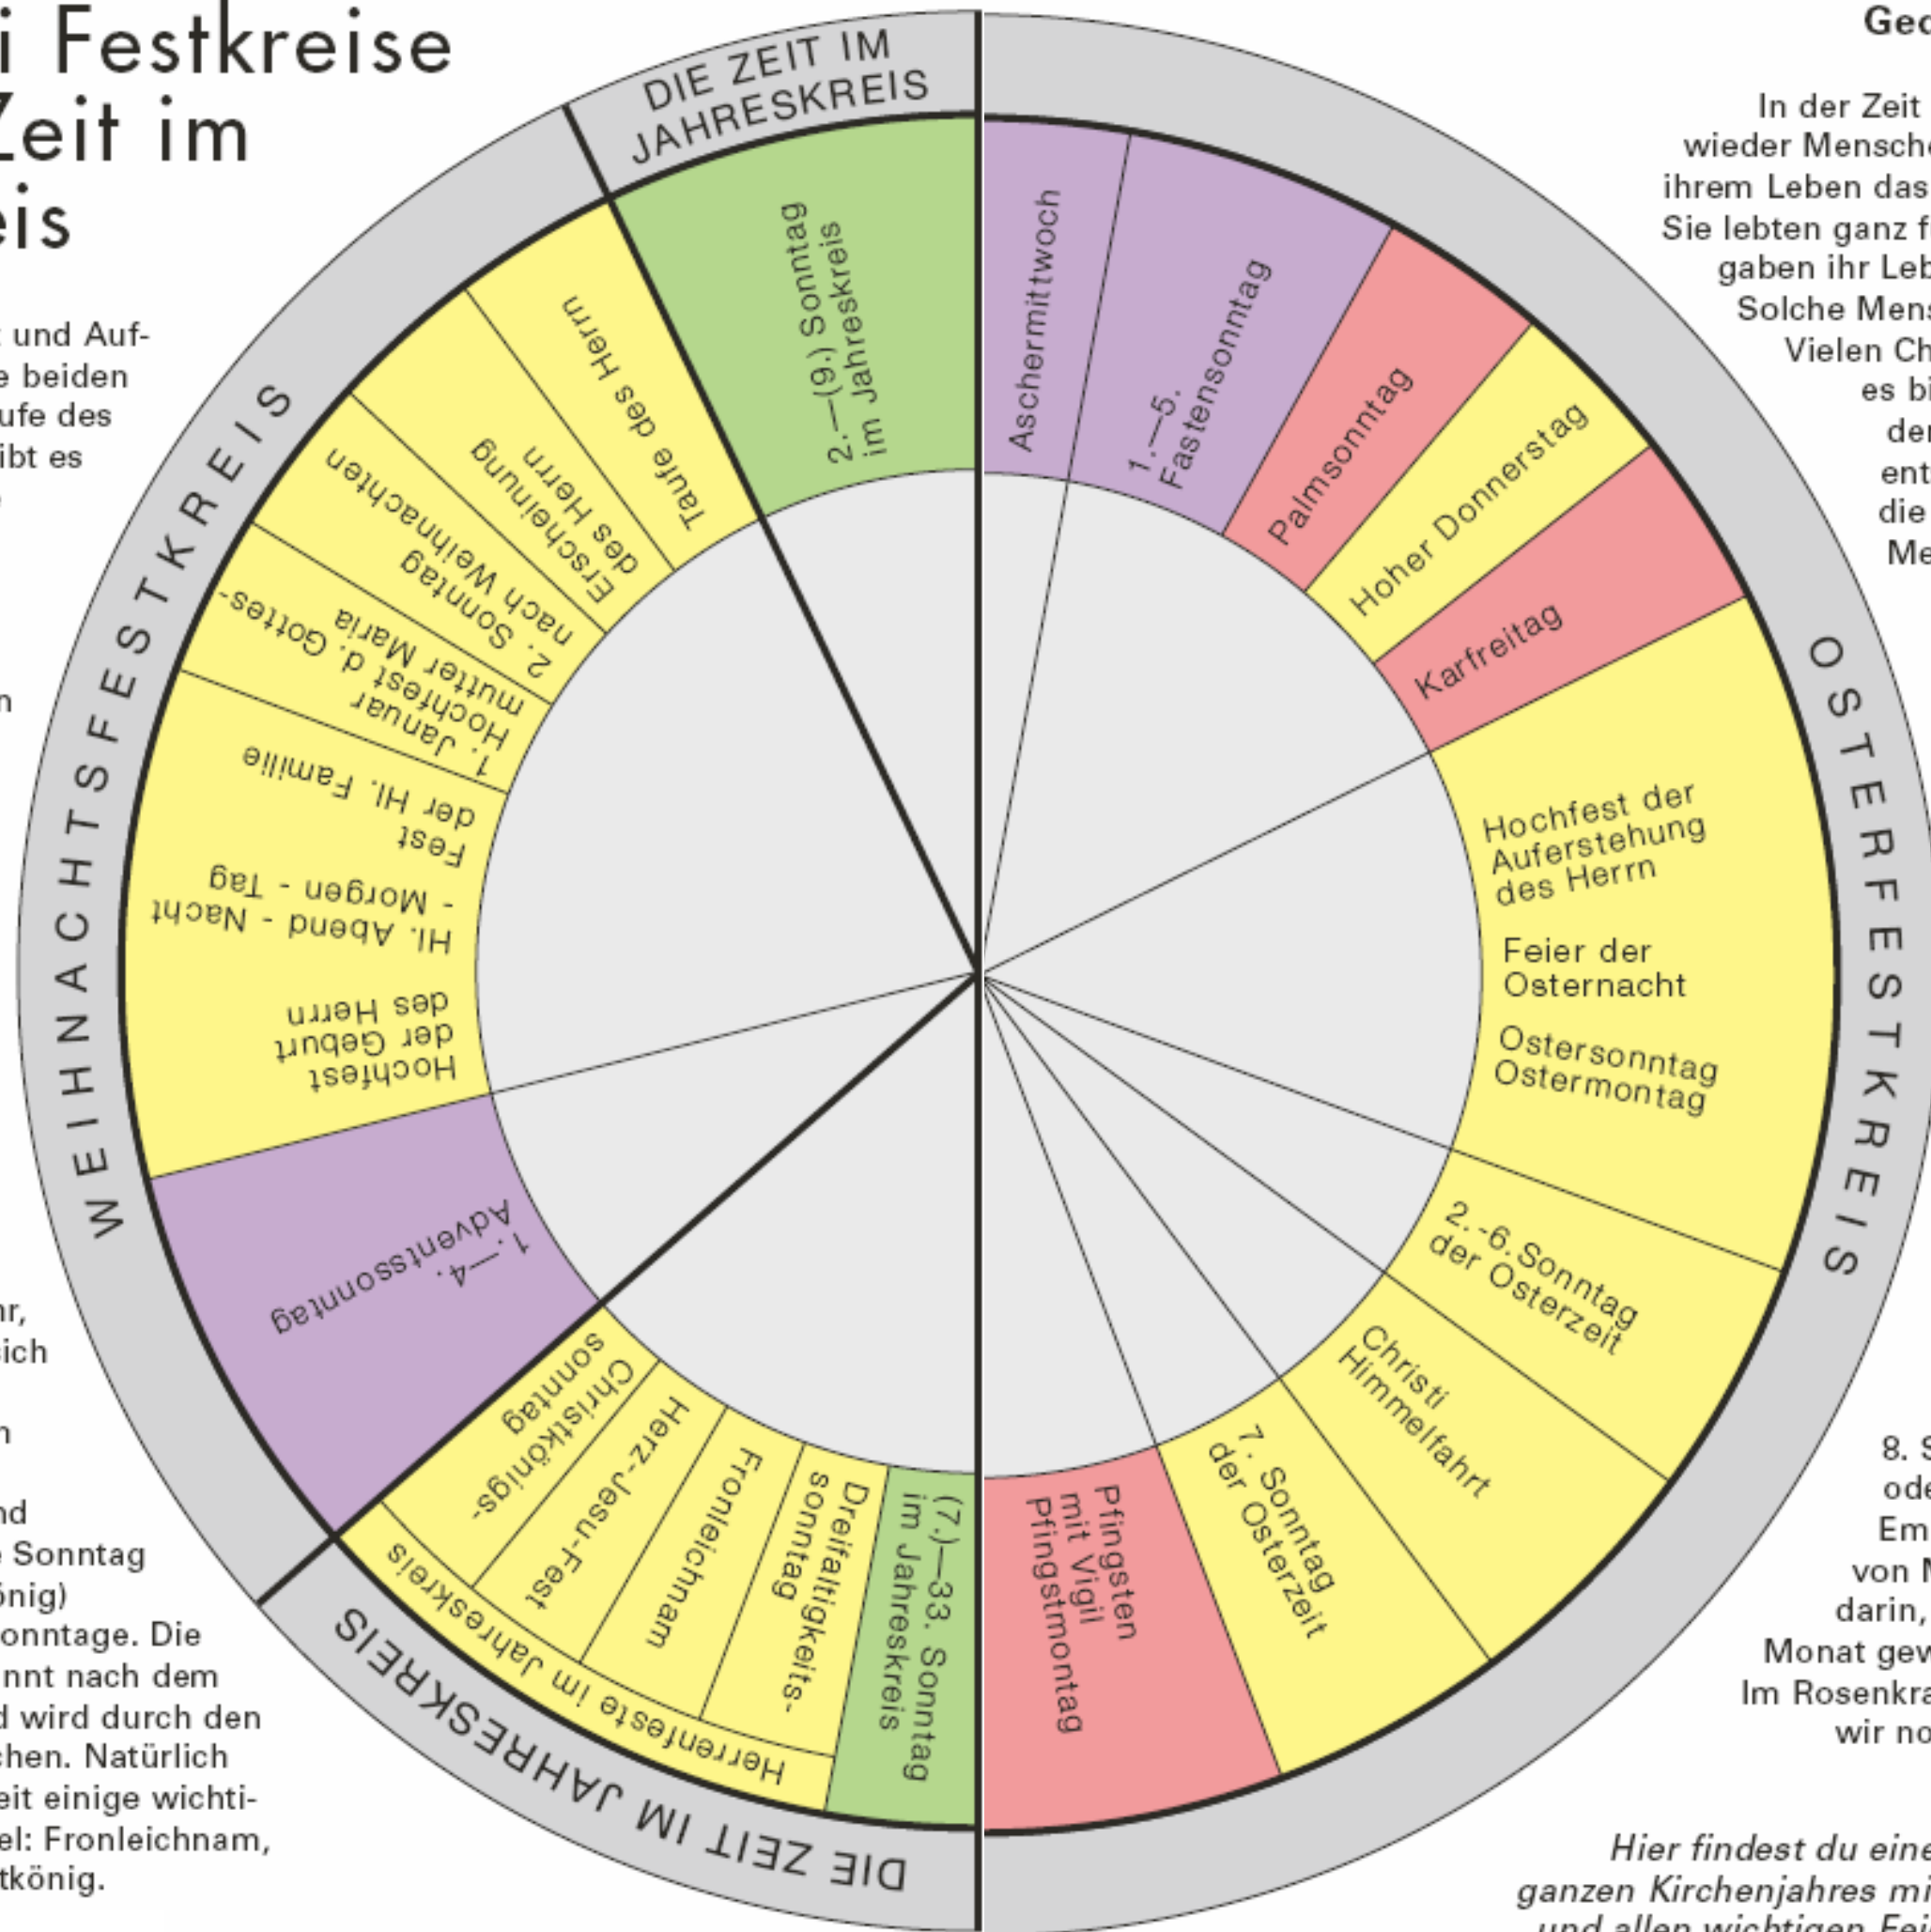 i Festkreise
Zeit im
eis
t und Auf-
e beiden
ufe des
ibt es
n
hr,
sich
n
nd
e Sonntag
önig)
onntage. Die
nnt nach dem
d wird durch den
chen. Natürlich
eit einige wichti-
el: Fronleichnam,
tkönig.
DIE ZEIT IM
JAHRESKREIS
2.—(9.) Sonntag
im Jahreskreis
OSTERFESTKREIS
Aschermittwoch
1.—5.
Fastensonntag
Palmsonntag
Hoher Donnerstag
Karfreitag
Hochfest der
Auferstehung
des Herrn
Feier der
Osternacht
Ostersonntag
Ostermontag
2.-6.Sonntag
der Osterzeit
Christi
Himmelfahrt
7. Sonntag
der Osterzeit
Pfingsten
mit Vigil
Pfingstmontag
DIE ZEIT IM JAHRESKREIS
(7.)—33. Sonntag
im Jahreskreis
Herrenfeste im Jahreskreis
Dreifaltigkeits-
sonntag
Fronleichnam
Herz-Jesu-Fest
Christkönigs-
sonntag
WEIHNACHTSFESTKREIS
1.—4.
Adventssonntag
Hochfest
der Geburt
des Herrn
Hl. Abend - Nacht
- Morgen - Tag
Fest
der Hl. Familie
1. Januar
Hochfest d. Gottes-
mutter Maria
2. Sonntag
nach Weihnachten
Erscheinung
des Herrn
Taufe des Herrn
Ged
In der Zeit
wieder Mensche
ihrem Leben das
Sie lebten ganz f
gaben ihr Leb
Solche Mens
Vielen Ch
es bi
der
ent
die
Me
8. S
ode
Em
von M
darin,
Monat gew
Im Rosenkra
wir no
Hier findest du eine
ganzen Kirchenjahres mi
und allen wichtigen Fei